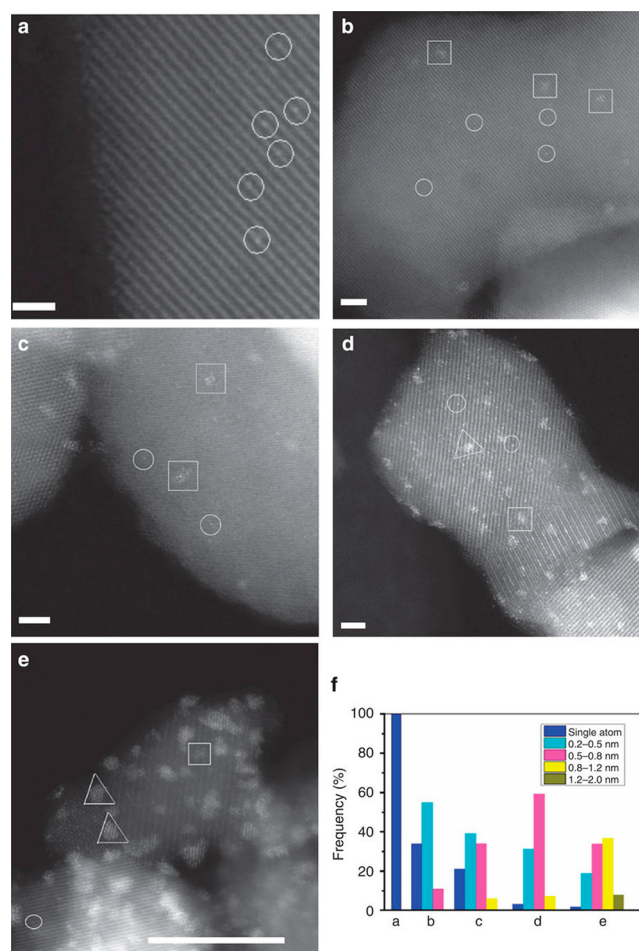 a
b
c
d
e
f
100
80
60
40
20
0
Frequency (%)
Single atom
0.2–0.5 nm
0.5–0.8 nm
0.8–1.2 nm
1.2–2.0 nm
a b c d e